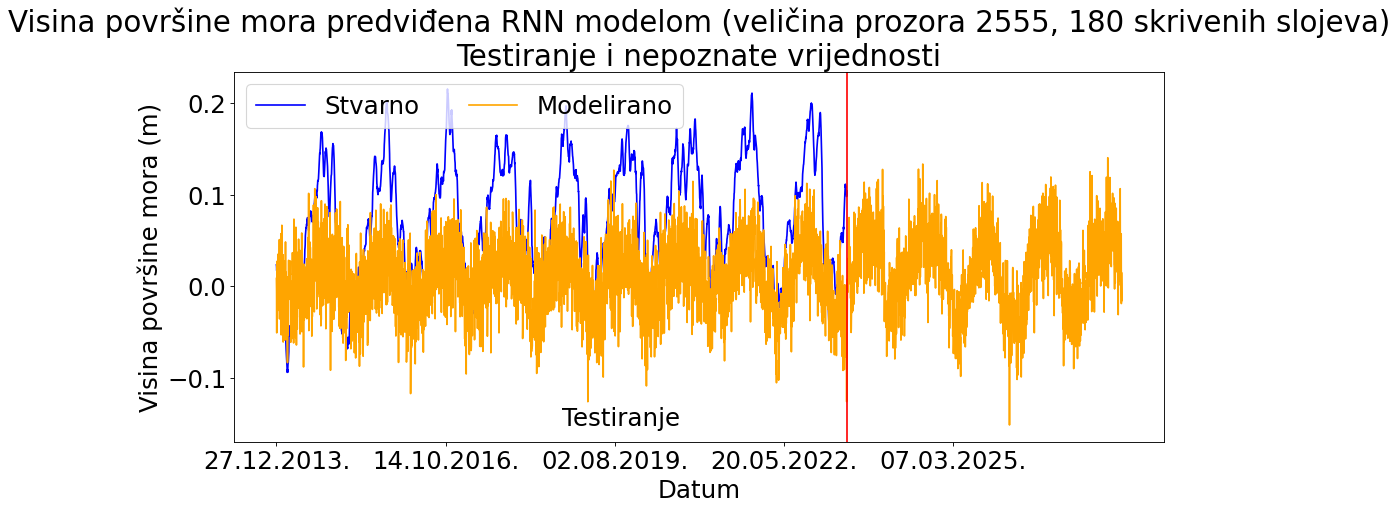 Visina površine mora predviđena RNN modelom (veličina prozora 2555, 180 skrivenih slojeva)
Testiranje i nepoznate vrijednosti
Stvarno Modelirano
Visina površine mora (m)
0.2
0.1
0.0
−0.1
Testiranje
27.12.2013. 14.10.2016. 02.08.2019. 20.05.2022. 07.03.2025.
Datum